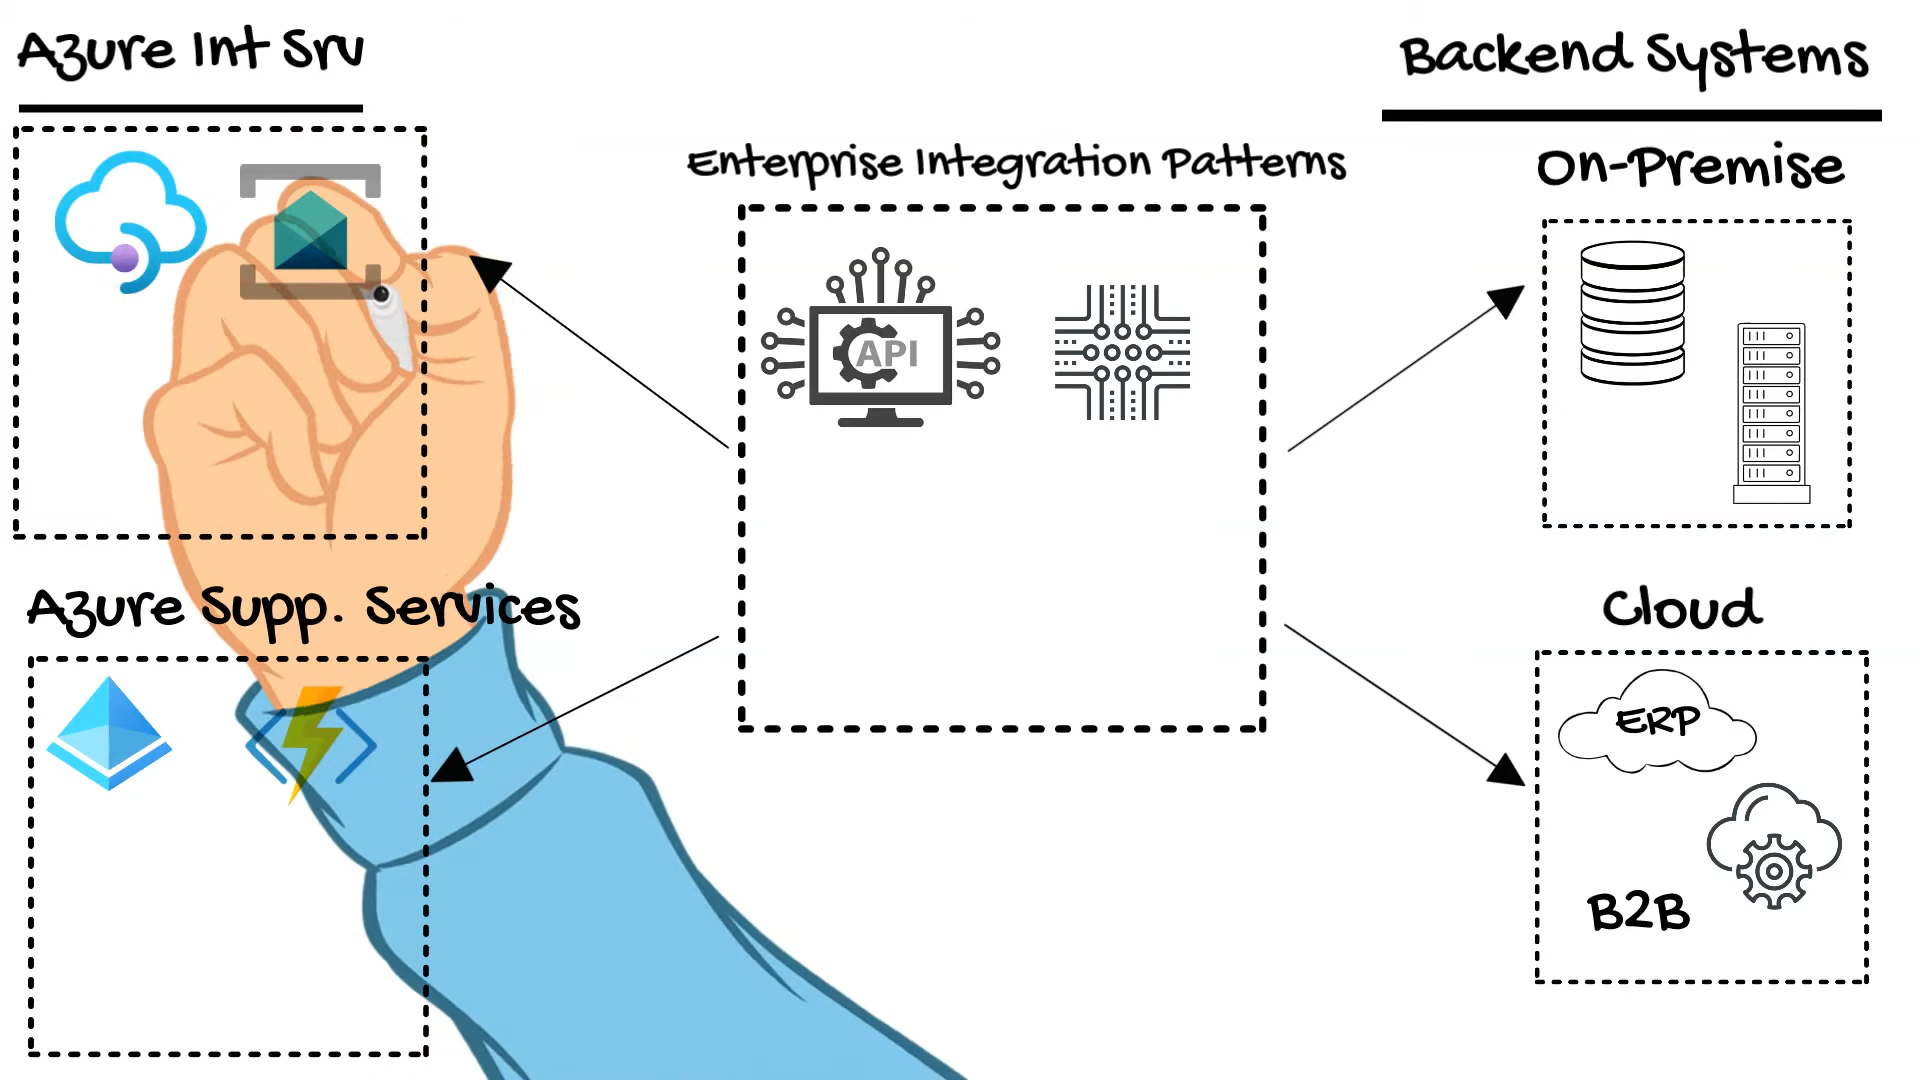 Azure Int Srv
Backend Systems
Enterprise Integration Patterns
On-Premise
API
Azure Supp. Services
Cloud
ERP
B2B